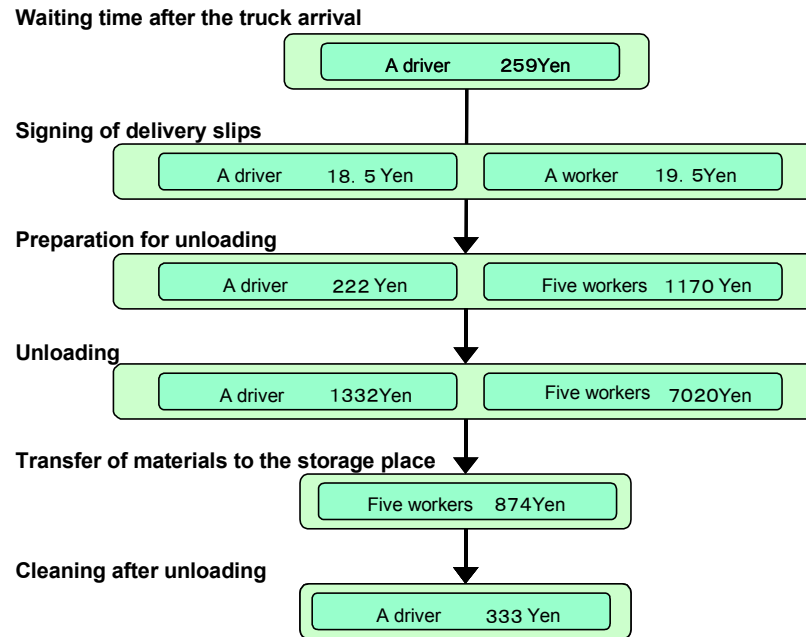 Waiting time after the truck arrival
A driver 259Yen
Signing of delivery slips
A driver 18. 5 Yen A worker 19. 5Yen
Preparation for unloading
A driver 222 Yen Five workers 1170 Yen
Unloading
A driver 1332Yen Five workers 7020Yen
Transfer of materials to the storage place
Five workers 874Yen
Cleaning after unloading
A driver 333 Yen